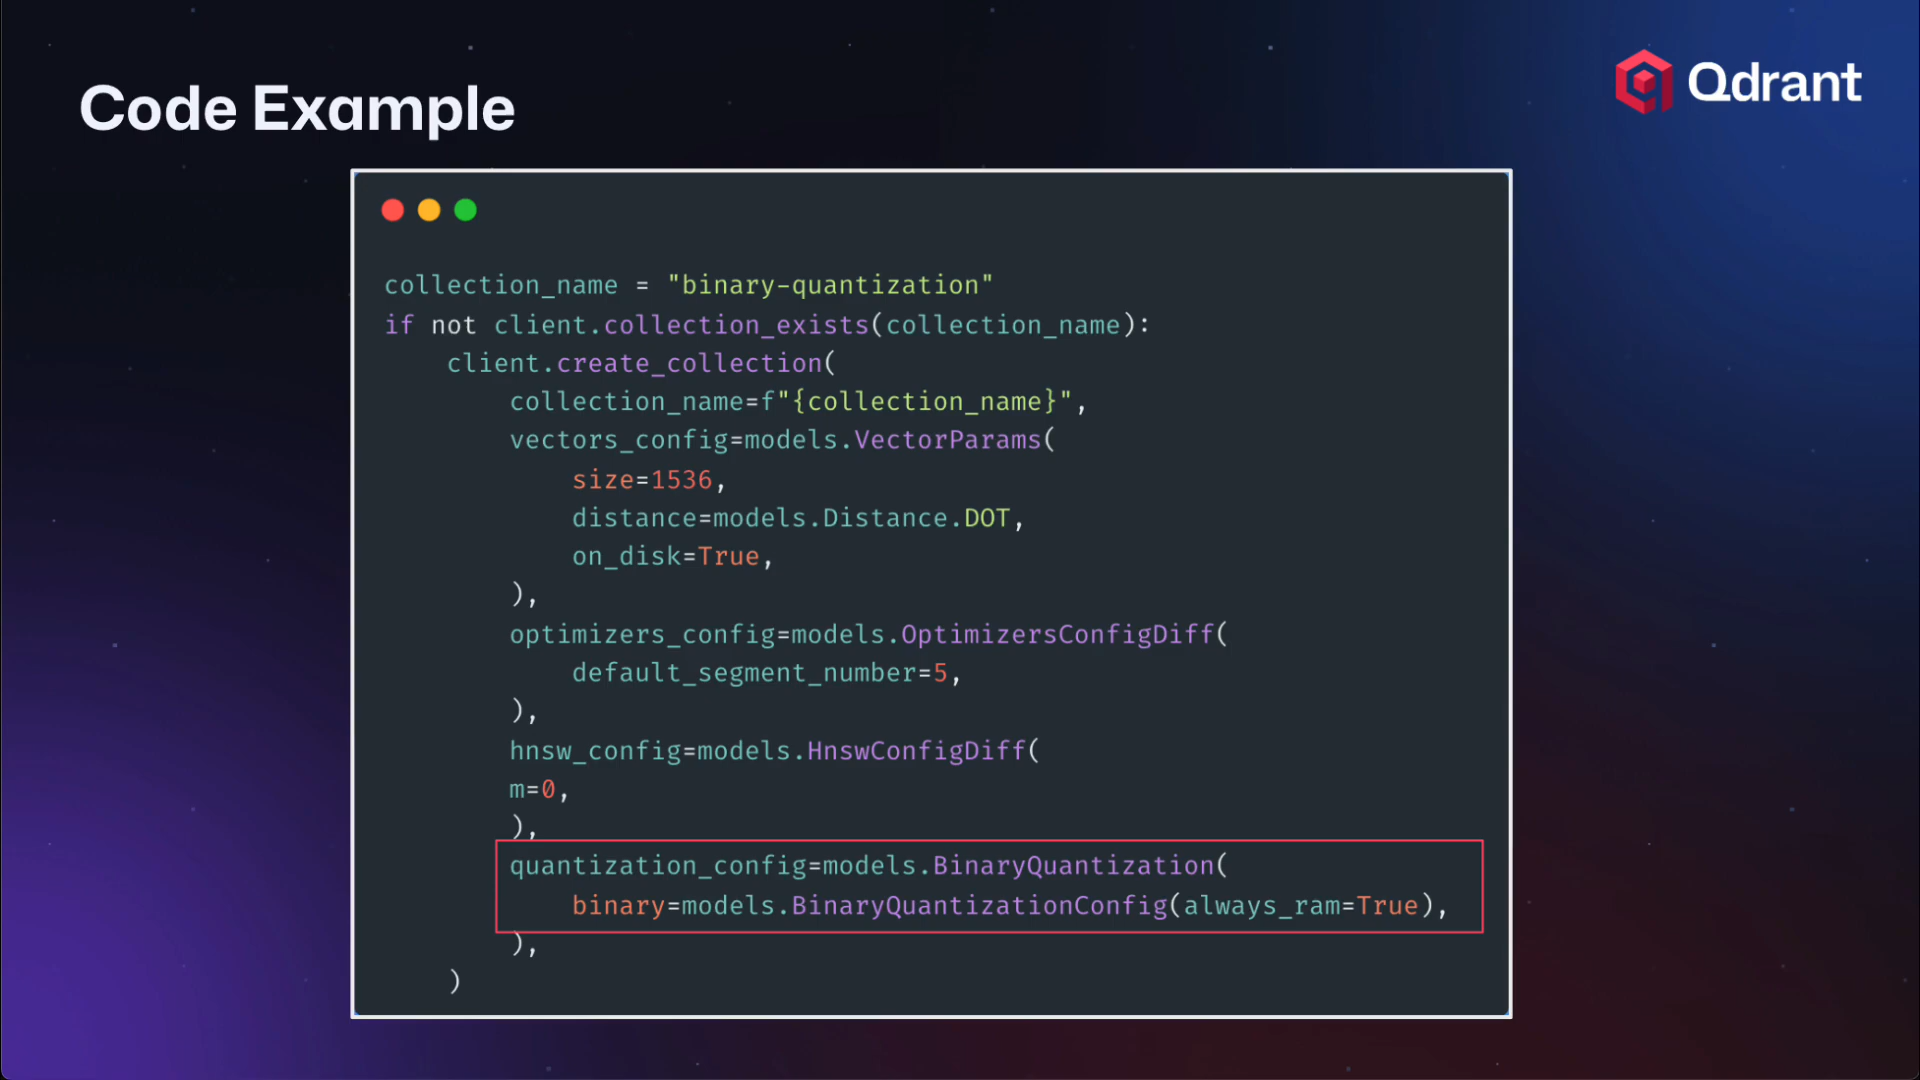 Code Example
Qdrant
collection_name = "binary-quantization"
if not client.collection_exists(collection_name):
    client.create_collection(
        collection_name=f"{collection_name}",
        vectors_config=models.VectorParams(
            size=1536,
            distance=models.Distance.DOT,
            on_disk=True,
        ),
        optimizers_config=models.OptimizersConfigDiff(
            default_segment_number=5,
        ),
        hnsw_config=models.HnswConfigDiff(
        m=0,
        ),
        quantization_config=models.BinaryQuantization(
            binary=models.BinaryQuantizationConfig(always_ram=True),
        ),
    )